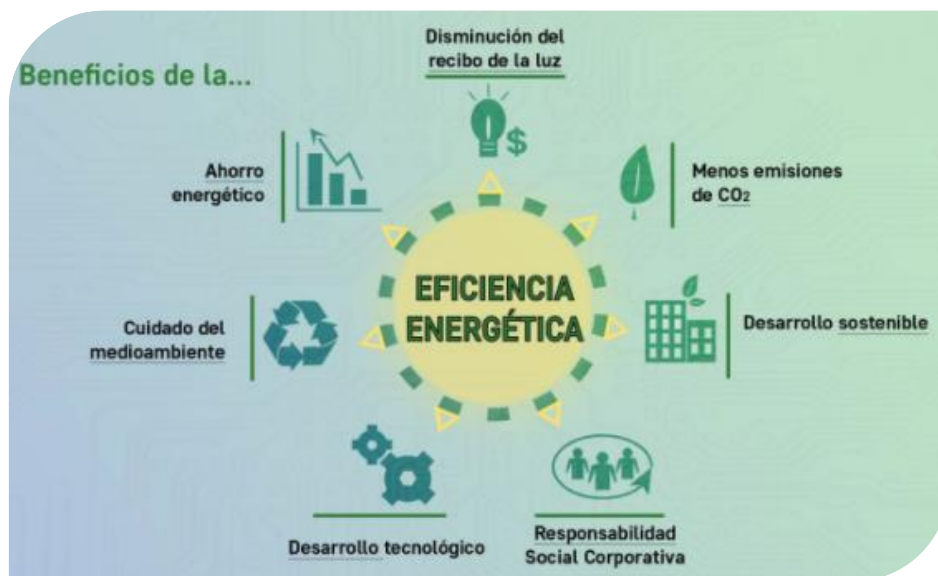 Beneficios de la...
Disminución del
recibo de la luz
$
Ahorro
energético
Menos emisiones
de CO₂
EFICIENCIA
ENERGÉTICA
Cuidado del
medioambiente
Desarrollo sostenible
Desarrollo tecnológico
Responsabilidad
Social Corporativa